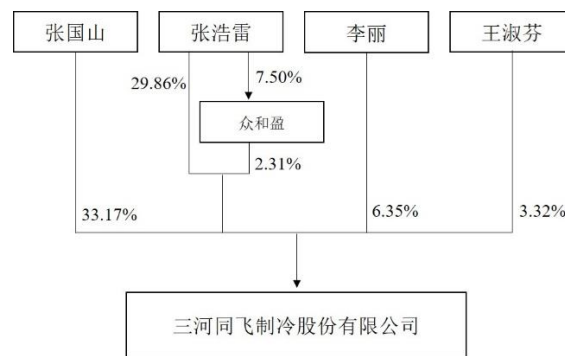 张国山
张浩雷
李丽
王淑芬
29.86%
7.50%
众和盈
2.31%
33.17%
6.35%
3.32%
三河同飞制冷股份有限公司